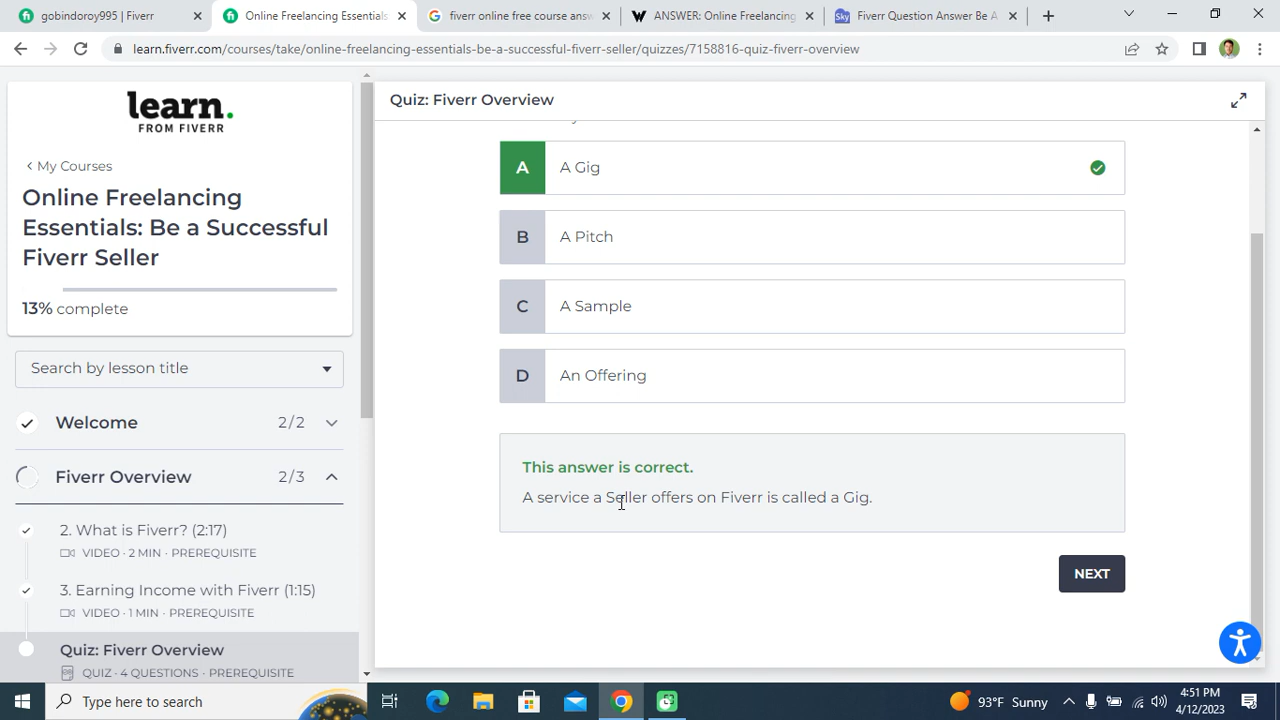 gobindoroy995 | Fiverr
Online Freelancing Essentials
fiverr online free course answ
ANSWER: Online Freelancing
Sky
Fiverr Question Answer Be A
learn.fiverr.com/courses/take/online-freelancing-essentials-be-a-successful-fiverr-seller/quizzes/7158816-quiz-fiverr-overview
learn.
FROM FIVERR
My Courses
Online Freelancing
Essentials: Be a Successful
Fiverr Seller
13% complete
Search by lesson title
Welcome 2/2
Fiverr Overview 2/3
2. What is Fiverr? (2:17)
VIDEO · 2 MIN · PREREQUISITE
3. Earning Income with Fiverr (1:15)
VIDEO · 1 MIN · PREREQUISITE
Quiz: Fiverr Overview
QUIZ · 4 QUESTIONS · PREREQUISITE
Quiz: Fiverr Overview
A A Gig
B A Pitch
C A Sample
D An Offering
This answer is correct.
A service a Seller offers on Fiverr is called a Gig.
NEXT
Type here to search
93°F Sunny
4:51 PM
4/12/2023